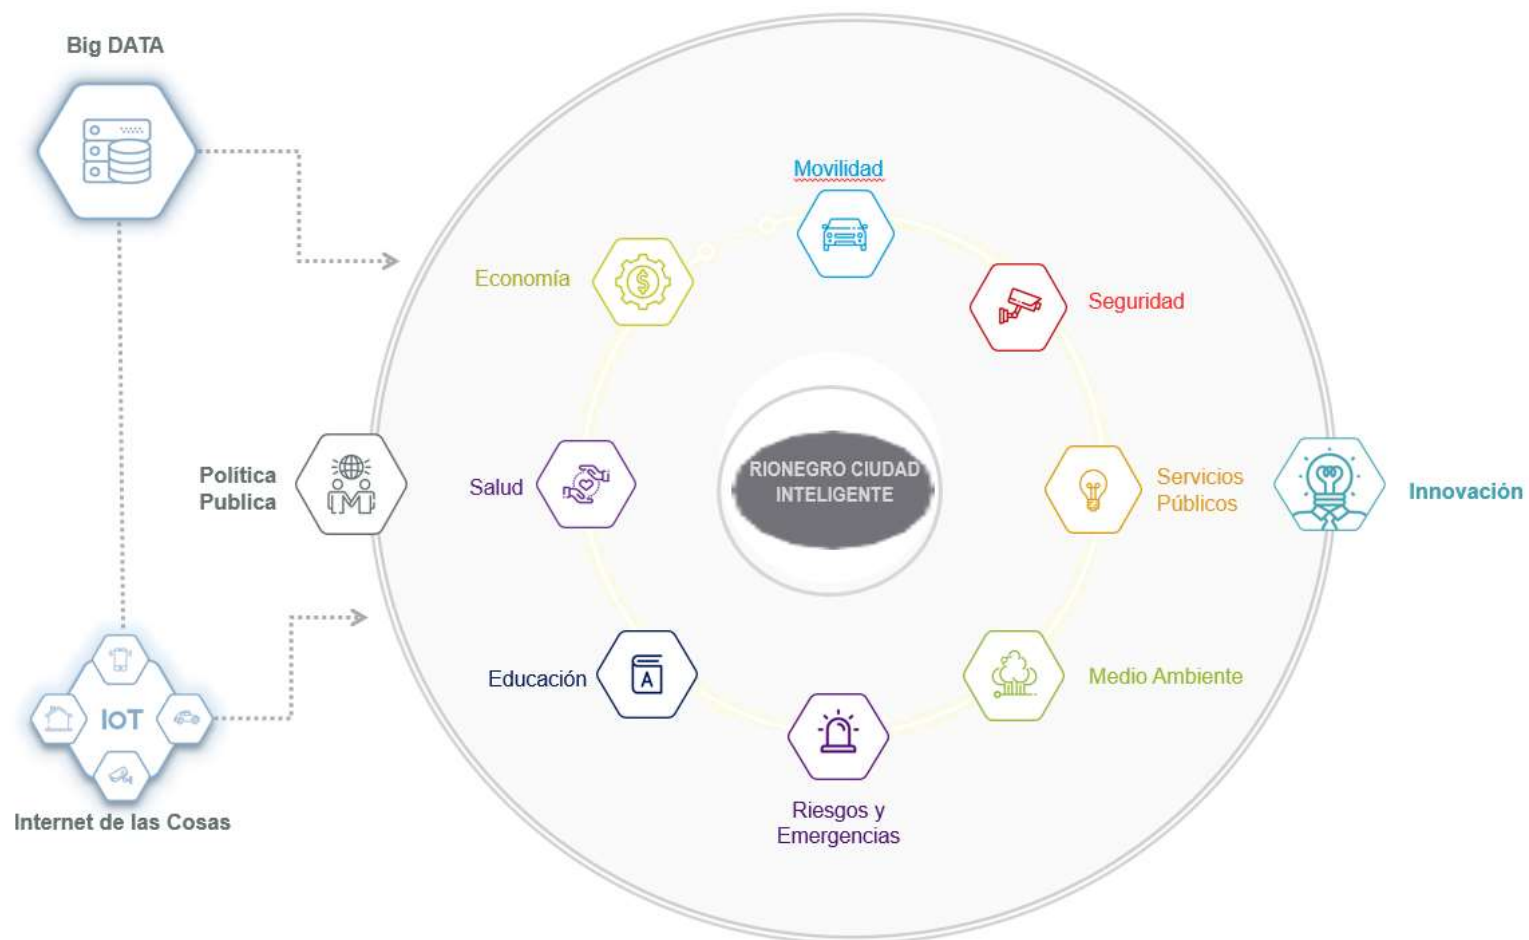 Big DATA
Movilidad
Economía
Seguridad
Política
Publica
Salud
RIONEGRO CIUDAD
INTELIGENTE
Servicios
Públicos
Innovación
Educación
A
Medio Ambiente
IoT
Riesgos y
Emergencias
Internet de las Cosas